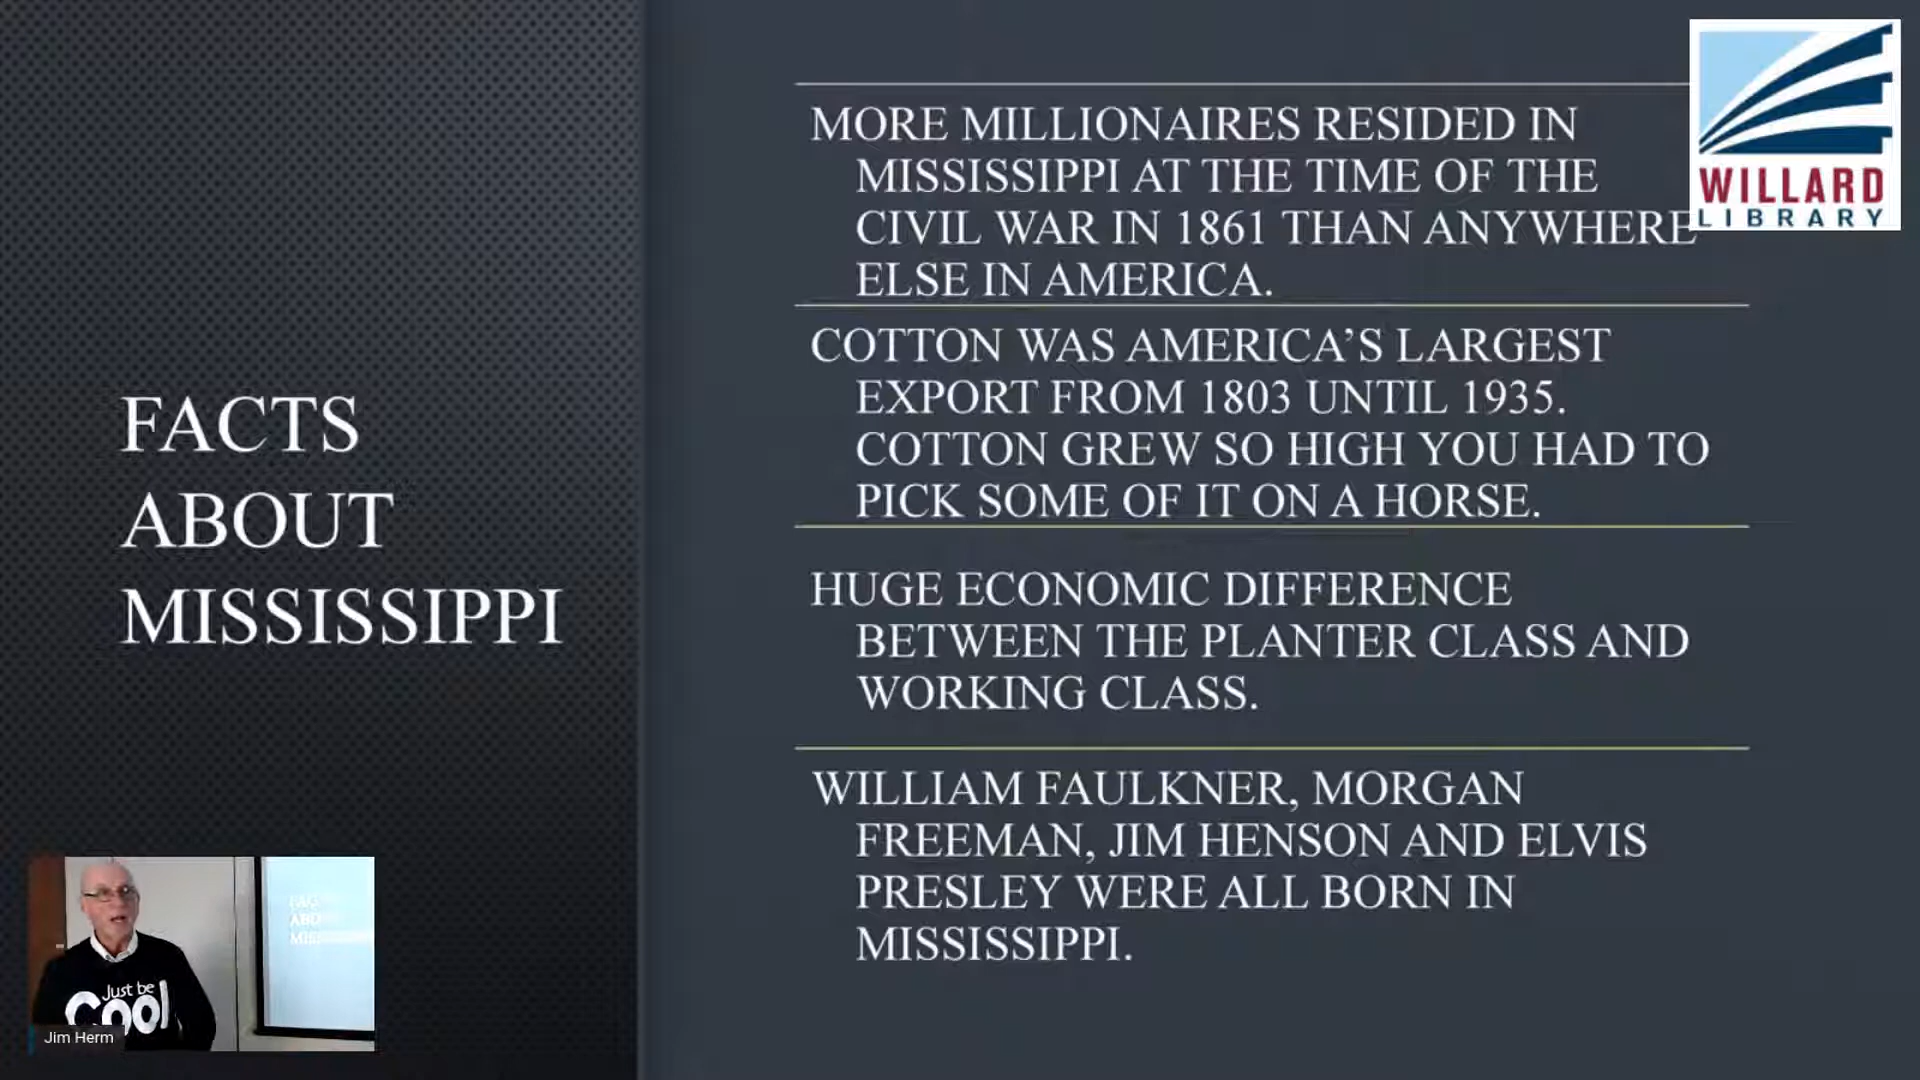 FACTS
ABOUT
MISSISSIPPI
MORE MILLIONAIRES RESIDED IN
MISSISSIPPI AT THE TIME OF THE
CIVIL WAR IN 1861 THAN ANYWHERE
ELSE IN AMERICA.
COTTON WAS AMERICA’S LARGEST
EXPORT FROM 1803 UNTIL 1935.
COTTON GREW SO HIGH YOU HAD TO
PICK SOME OF IT ON A HORSE.
HUGE ECONOMIC DIFFERENCE
BETWEEN THE PLANTER CLASS AND
WORKING CLASS.
WILLIAM FAULKNER, MORGAN
FREEMAN, JIM HENSON AND ELVIS
PRESLEY WERE ALL BORN IN
MISSISSIPPI.
WILLARD
LIBRARY
Just be
Cool
Jim Herm